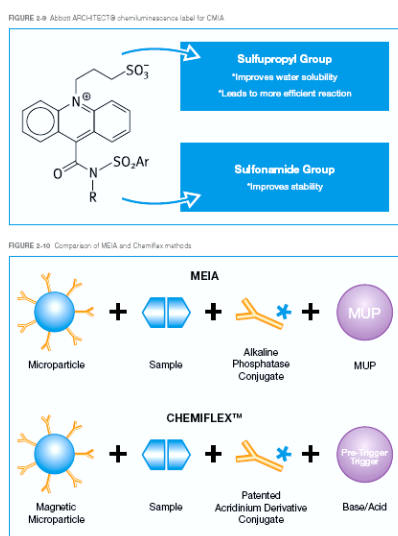 FIGURE 2-9 Abbott ARCHITECT® chemiluminescence label for CMIA
SO₃⁻
N⊕
Sulfupropyl Group
*Improves water solubility
*Leads to more efficient reaction
O
N
SO₂Ar
R
Sulfonamide Group
*Improves stability
FIGURE 2-10 Comparison of MEIA and Chemiflex methods
MEIA
+ + +
MUP
Microparticle
Sample
Alkaline
Phosphatase
Conjugate
MUP
CHEMIFLEX™
+ + +
Pre-Trigger
Trigger
Magnetic
Microparticle
Sample
Patented
Acridinium Derivative
Conjugate
Base/Acid